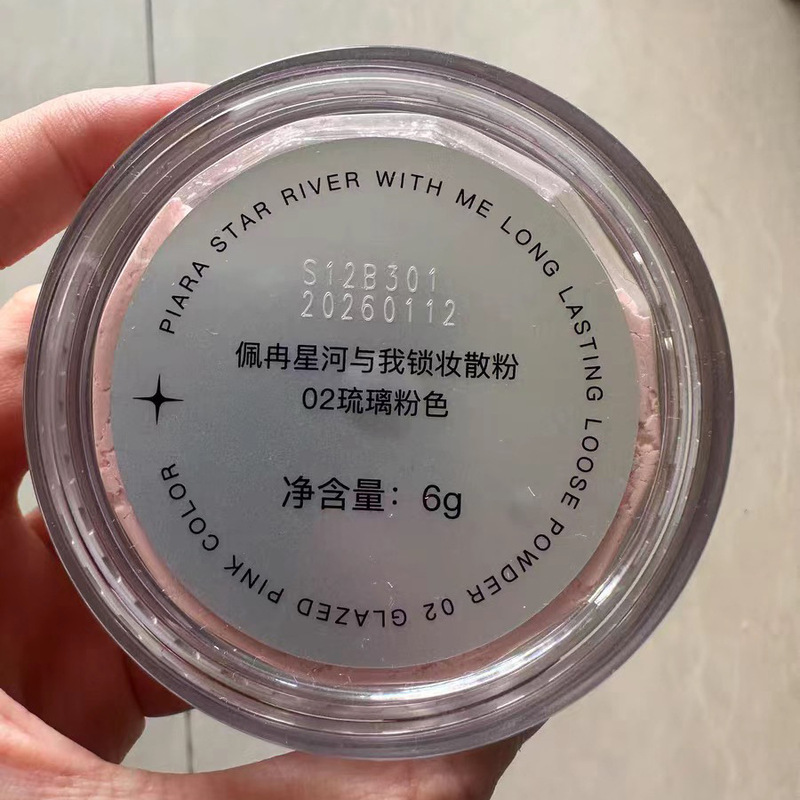 PIARA STAR RIVER WITH ME LONG LASTING LOOSE POWDER 02 GLAZED PINK COLOR
S12B301
20260112
佩冉星河与我锁妆散粉
02琉璃粉色
净含量：6g